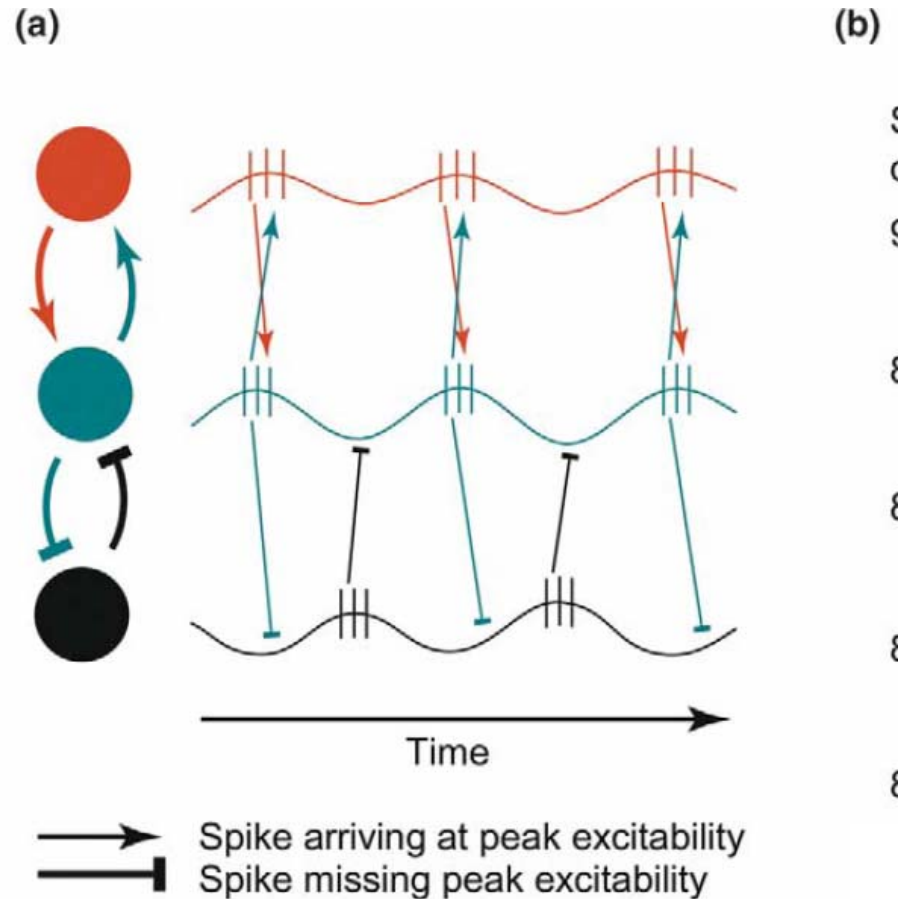 (a)
(b)
Time
Spike arriving at peak excitability
Spike missing peak excitability